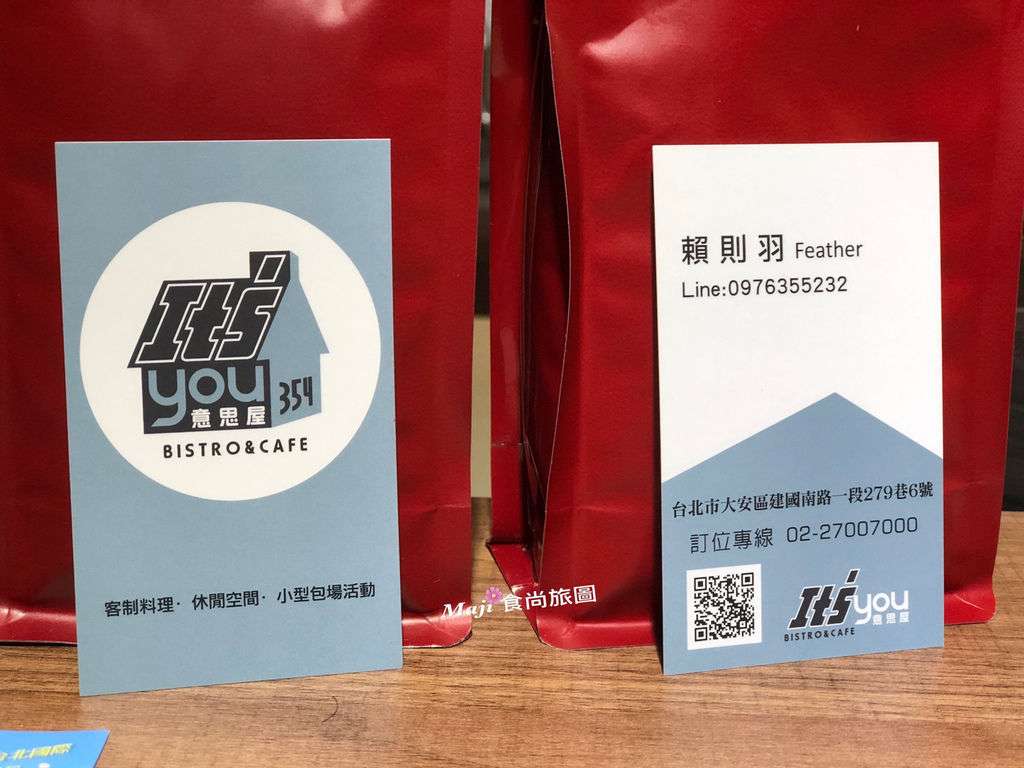 It's
you 354
意思屋
BISTRO&CAFE
客制料理· 休閒空間· 小型包場活動
賴則羽 Feather
Line:0976355232
台北市大安區建國南路一段279巷6號
訂位專線 02-27007000
It's you
意思屋
BISTRO&CAFE
Maji 食尚旅圖
北國際